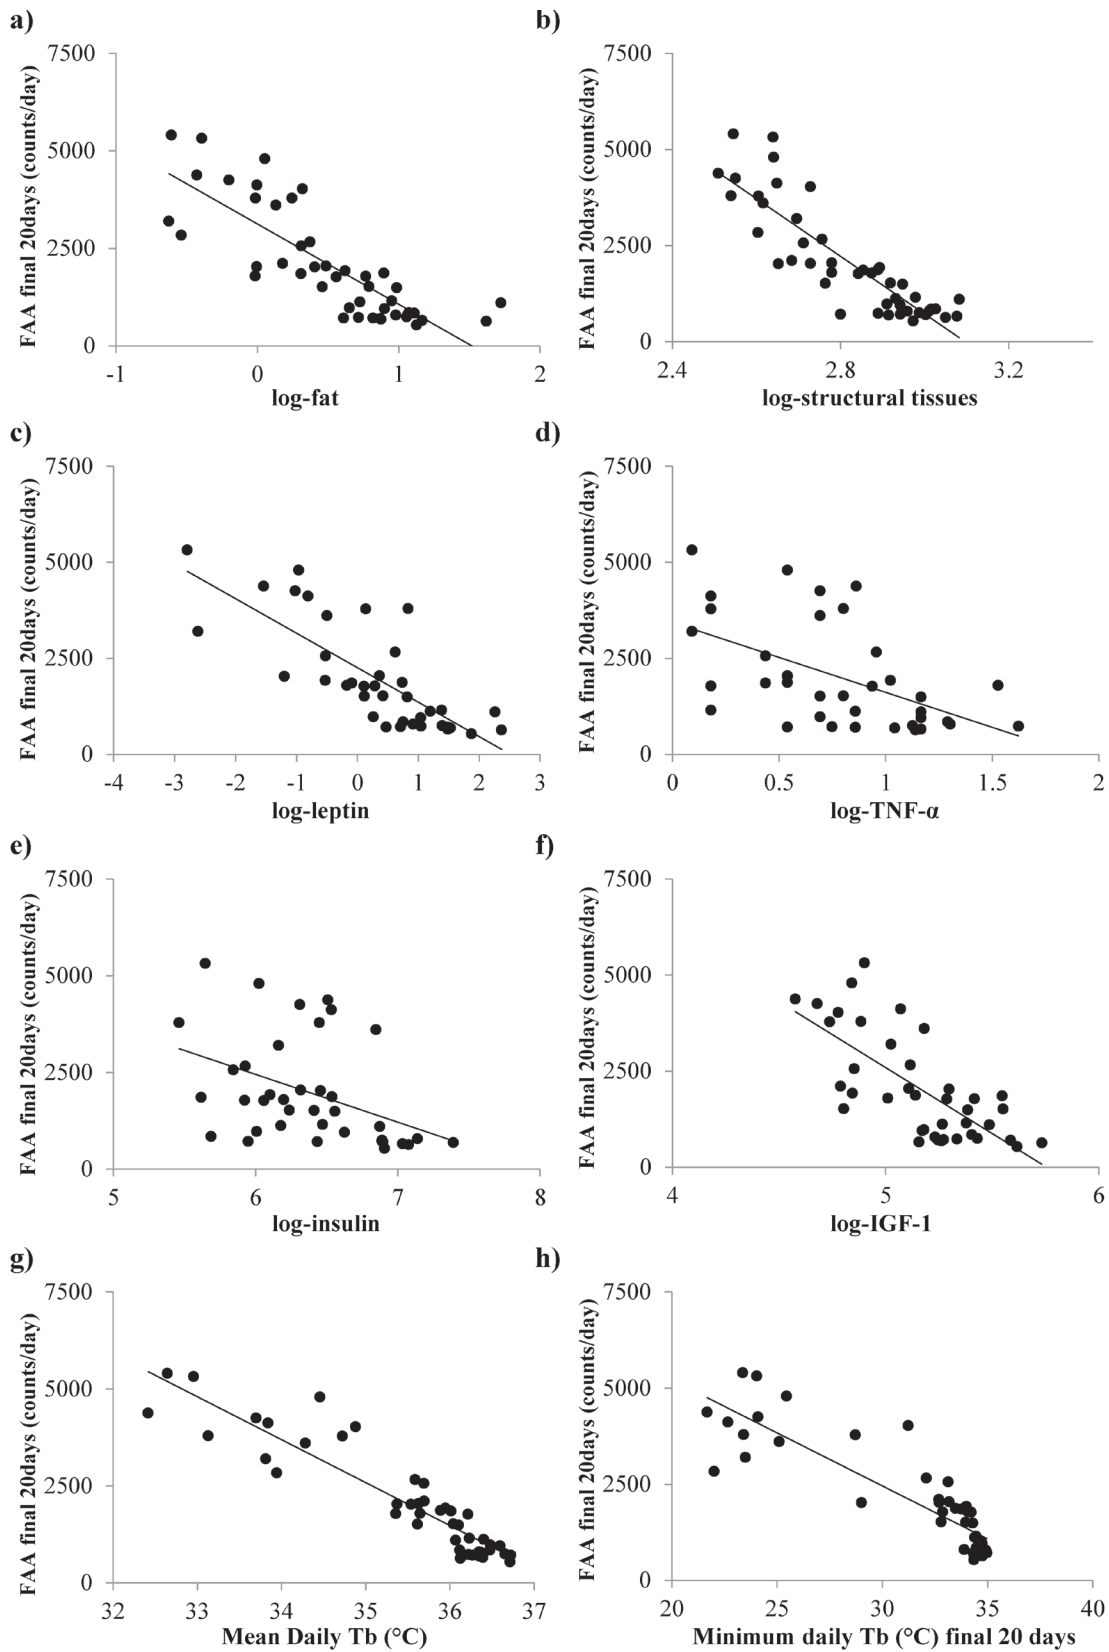 a)
7500
5000
2500
0
-1
0
1
2
FAA final 20days (counts/day)
log-fat
b)
7500
5000
2500
0
2.4
2.8
3.2
FAA final 20days (counts/day)
log-structural tissues
c)
7500
5000
2500
0
-4
-3
-2
-1
0
1
2
3
FAA final 20days (counts/day)
log-leptin
d)
7500
5000
2500
0
0
0.5
1
1.5
2
FAA final 20days (counts/day)
log-TNF-α
e)
7500
5000
2500
0
5
6
7
8
FAA final 20days (counts/day)
log-insulin
f)
7500
5000
2500
0
4
5
6
FAA final 20days (counts/day)
log-IGF-1
g)
7500
5000
2500
0
32
33
34
35
36
37
FAA final 20days (counts/day)
Mean Daily Tb (°C)
h)
7500
5000
2500
0
20
25
30
35
40
FAA final 20days (counts/day)
Minimum daily Tb (°C) final 20 days